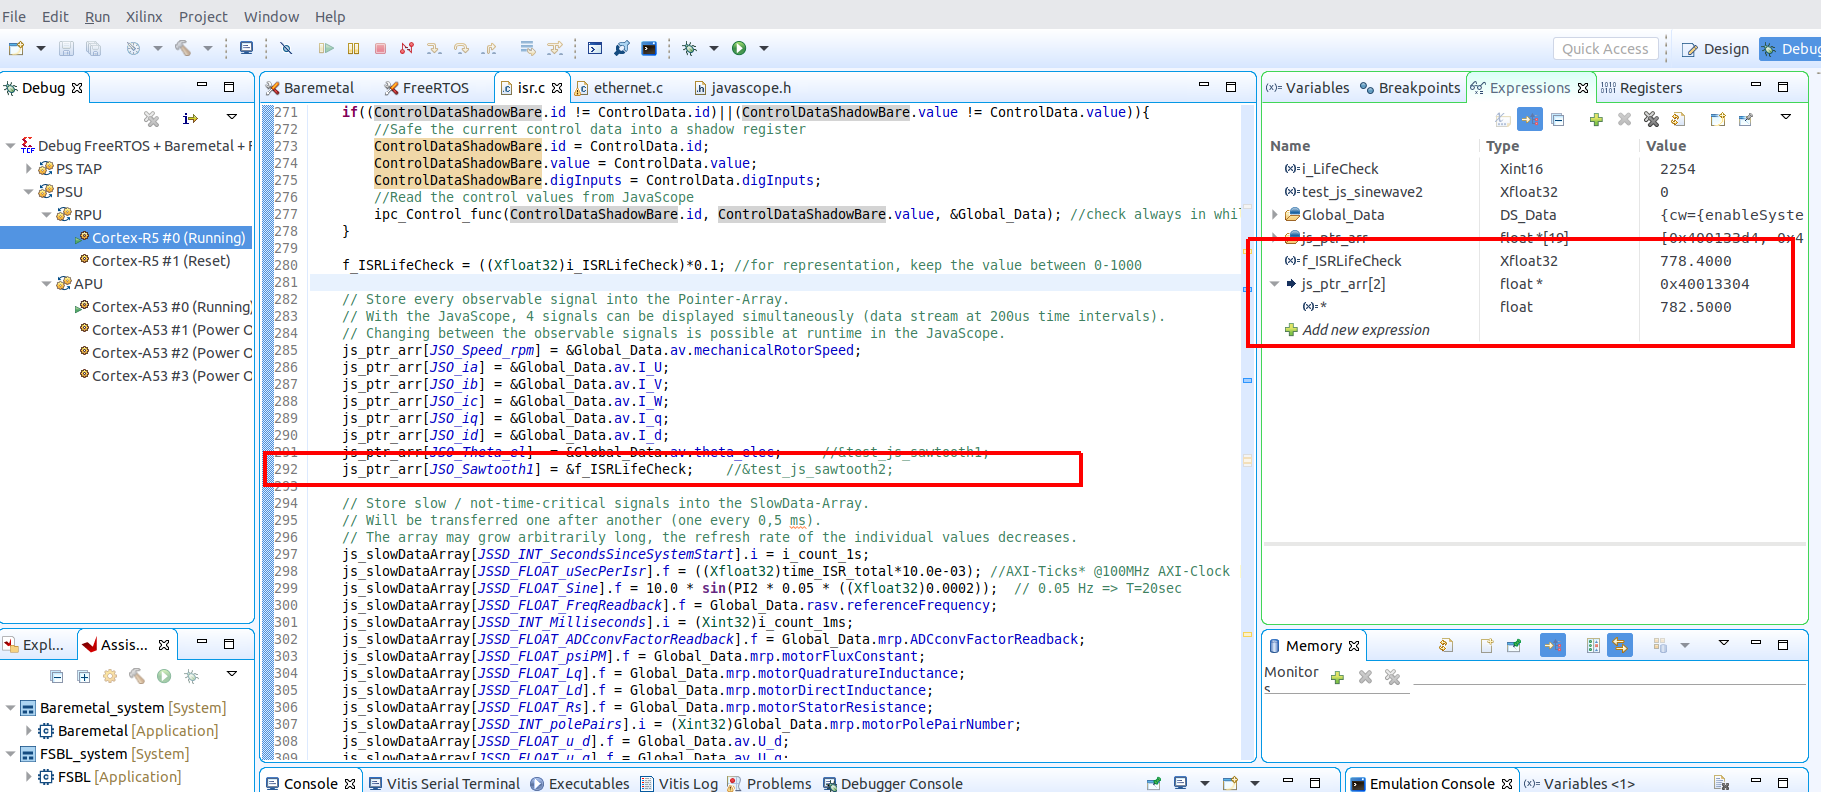 File Edit Run Xilinx Project Window Help
Quick Access Design Debug
Debug
Debug FreeRTOS + Baremetal + F
PS TAP
PSU
RPU
Cortex-R5 #0 (Running)
Cortex-R5 #1 (Reset)
APU
Cortex-A53 #0 (Running)
Cortex-A53 #1 (Power O
Cortex-A53 #2 (Power O
Cortex-A53 #3 (Power O
Expl... Assis...
Baremetal_system [System]
Baremetal [Application]
FSBL_system [System]
FSBL [Application]
Baremetal FreeRTOS isr.c ethernet.c javascope.h
271 if((ControlDataShadowBare.id != ControlData.id)||(ControlDataShadowBare.value != ControlData.value)){
272 //Safe the current control data into a shadow register
273 ControlDataShadowBare.id = ControlData.id;
274 ControlDataShadowBare.value = ControlData.value;
275 ControlDataShadowBare.digInputs = ControlData.digInputs;
276 //Read the control values from JavaScope
277 ipc_Control_func(ControlDataShadowBare.id, ControlDataShadowBare.value, &Global_Data); //check always in whi
278 }
279
280 f_ISRLifeCheck = ((Xfloat32)i_ISRLifeCheck)*0.1; //for representation, keep the value between 0-1000
281
282 // Store every observable signal into the Pointer-Array.
283 // With the JavaScope, 4 signals can be displayed simultaneously (data stream at 200us time intervals).
284 // Changing between the observable signals is possible at runtime in the JavaScope.
285 js_ptr_arr[JSO_Speed_rpm] = &Global_Data.av.mechanicalRotorSpeed;
286 js_ptr_arr[JSO_ia] = &Global_Data.av.I_U;
287 js_ptr_arr[JSO_ib] = &Global_Data.av.I_V;
288 js_ptr_arr[JSO_ic] = &Global_Data.av.I_W;
289 js_ptr_arr[JSO_iq] = &Global_Data.av.I_q;
290 js_ptr_arr[JSO_id] = &Global_Data.av.I_d;
291 js_ptr_arr[JSO_Theta_el] = &Global_Data.av.theta_elec; //&test_js_sawtooth1;
292 js_ptr_arr[JSO_Sawtooth1] = &f_ISRLifeCheck; //&test_js_sawtooth2;
293
294 // Store slow / not-time-critical signals into the SlowData-Array.
295 // Will be transferred one after another (one every 0,5 ms).
296 // The array may grow arbitrarily long, the refresh rate of the individual values decreases.
297 js_slowDataArray[JSSD_INT_SecondsSinceSystemStart].i = i_count_1s;
298 js_slowDataArray[JSSD_FLOAT_uSecPerIsr].f = ((Xfloat32)time_ISR_total*10.0e-03); //AXI-Ticks* @100MHz AXI-Clock
299 js_slowDataArray[JSSD_FLOAT_Sine].f = 10.0 * sin(PI2 * 0.05 * ((Xfloat32)0.0002)); // 0.05 Hz => T=20sec
300 js_slowDataArray[JSSD_FLOAT_FreqReadback].f = Global_Data.rasv.referenceFrequency;
301 js_slowDataArray[JSSD_INT_Milliseconds].i = (Xint32)i_count_1ms;
302 js_slowDataArray[JSSD_FLOAT_ADCconvFactorReadback].f = Global_Data.mrp.ADCconvFactorReadback;
303 js_slowDataArray[JSSD_FLOAT_psiPM].f = Global_Data.mrp.motorFluxConstant;
304 js_slowDataArray[JSSD_FLOAT_Lq].f = Global_Data.mrp.motorQuadratureInductance;
305 js_slowDataArray[JSSD_FLOAT_Ld].f = Global_Data.mrp.motorDirectInductance;
306 js_slowDataArray[JSSD_FLOAT_Rs].f = Global_Data.mrp.motorStatorResistance;
307 js_slowDataArray[JSSD_INT_polePairs].i = (Xint32)Global_Data.mrp.motorPolePairNumber;
308 js_slowDataArray[JSSD_FLOAT_u_d].f = Global_Data.av.U_d;
309 js_slowDataArray[JSSD_FLOAT_u_q].f = Global_Data.av.U_q;
Variables Breakpoints Expressions Registers
Name Type Value
i_LifeCheck Xint16 2254
test_js_sinewave2 Xfloat32 0
Global_Data DS_Data {cw={enableSyste
js_ptr_arr float *[19] [0x400133d4, 0x4
f_ISRLifeCheck Xfloat32 778.4000
js_ptr_arr[2] float * 0x40013304
* float 782.5000
Add new expression
Memory
Monitors
Console Vitis Serial Terminal Executables Vitis Log Problems Debugger Console
Emulation Console Variables <1>